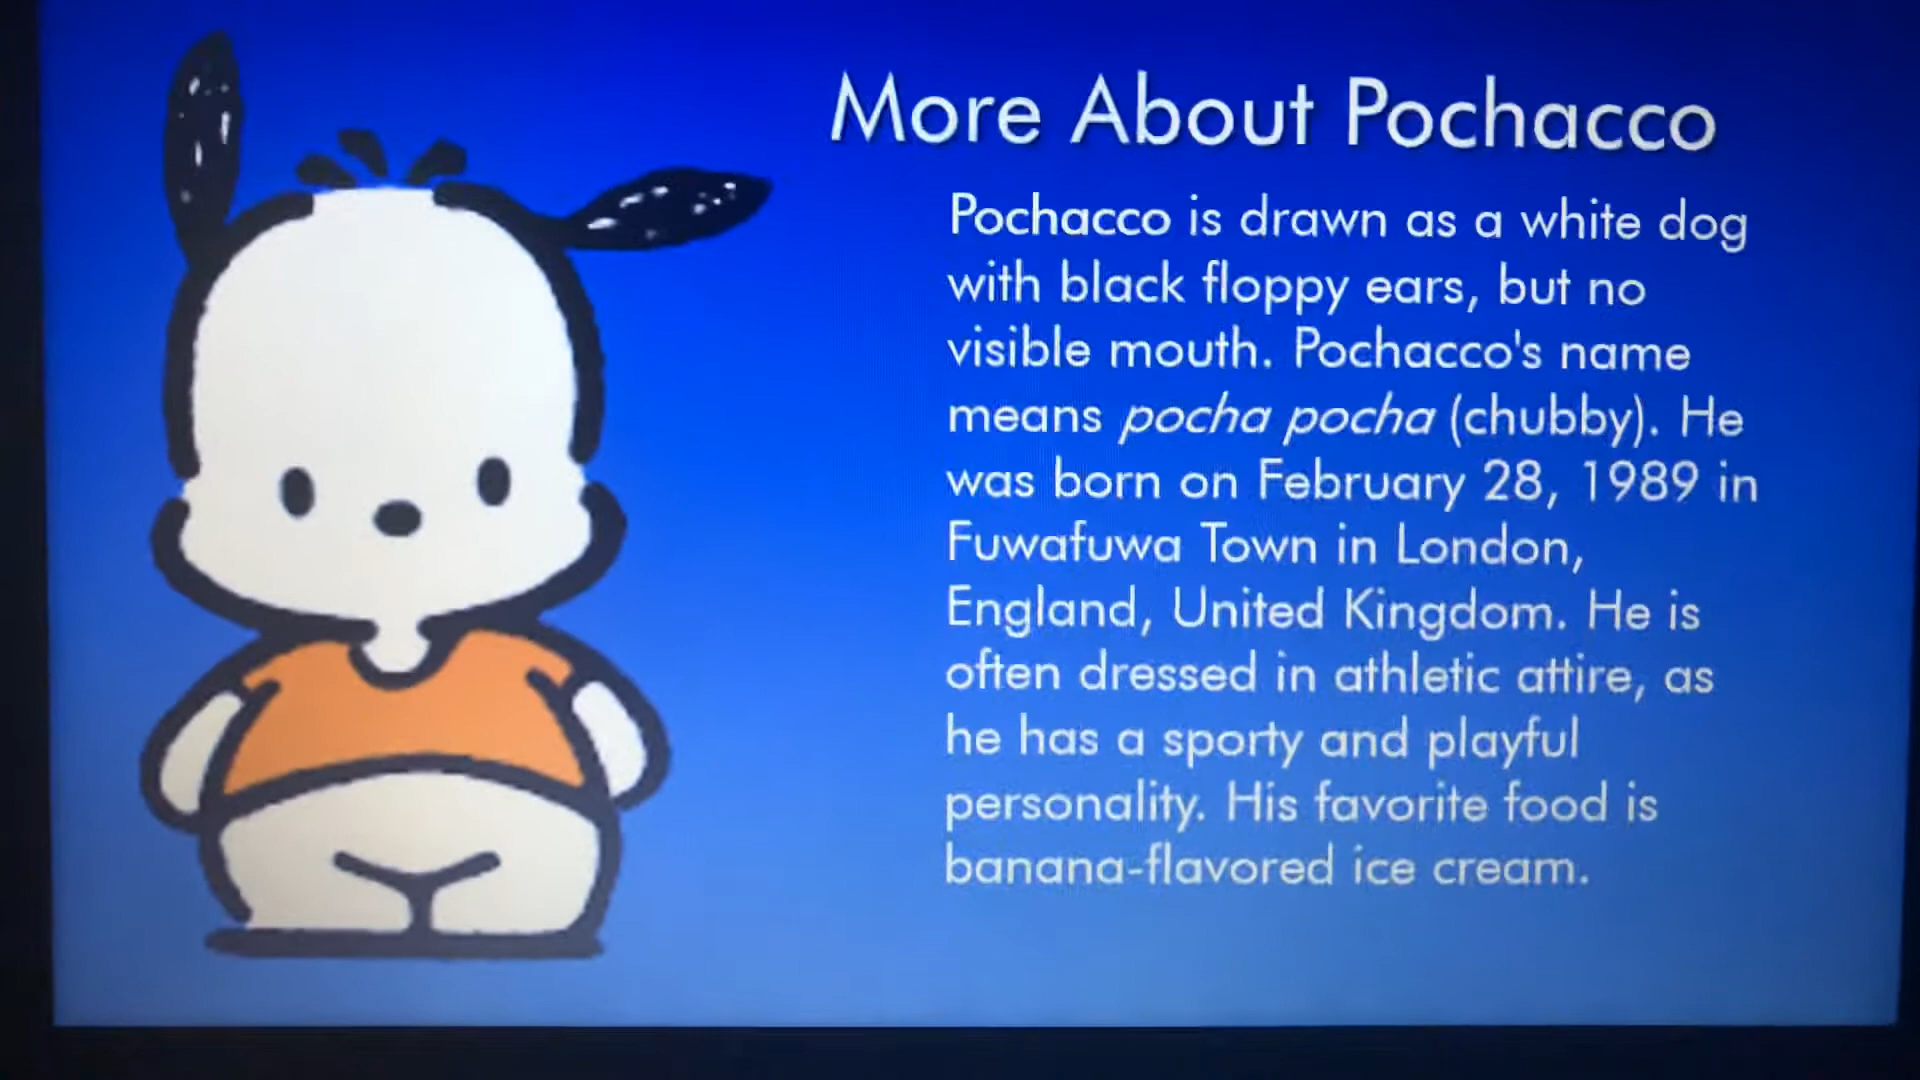 More About Pochacco
Pochacco is drawn as a white dog
with black floppy ears, but no
visible mouth. Pochacco's name
means pocha pocha (chubby). He
was born on February 28, 1989 in
Fuwafuwa Town in London,
England, United Kingdom. He is
often dressed in athletic attire, as
he has a sporty and playful
personality. His favorite food is
banana-flavored ice cream.